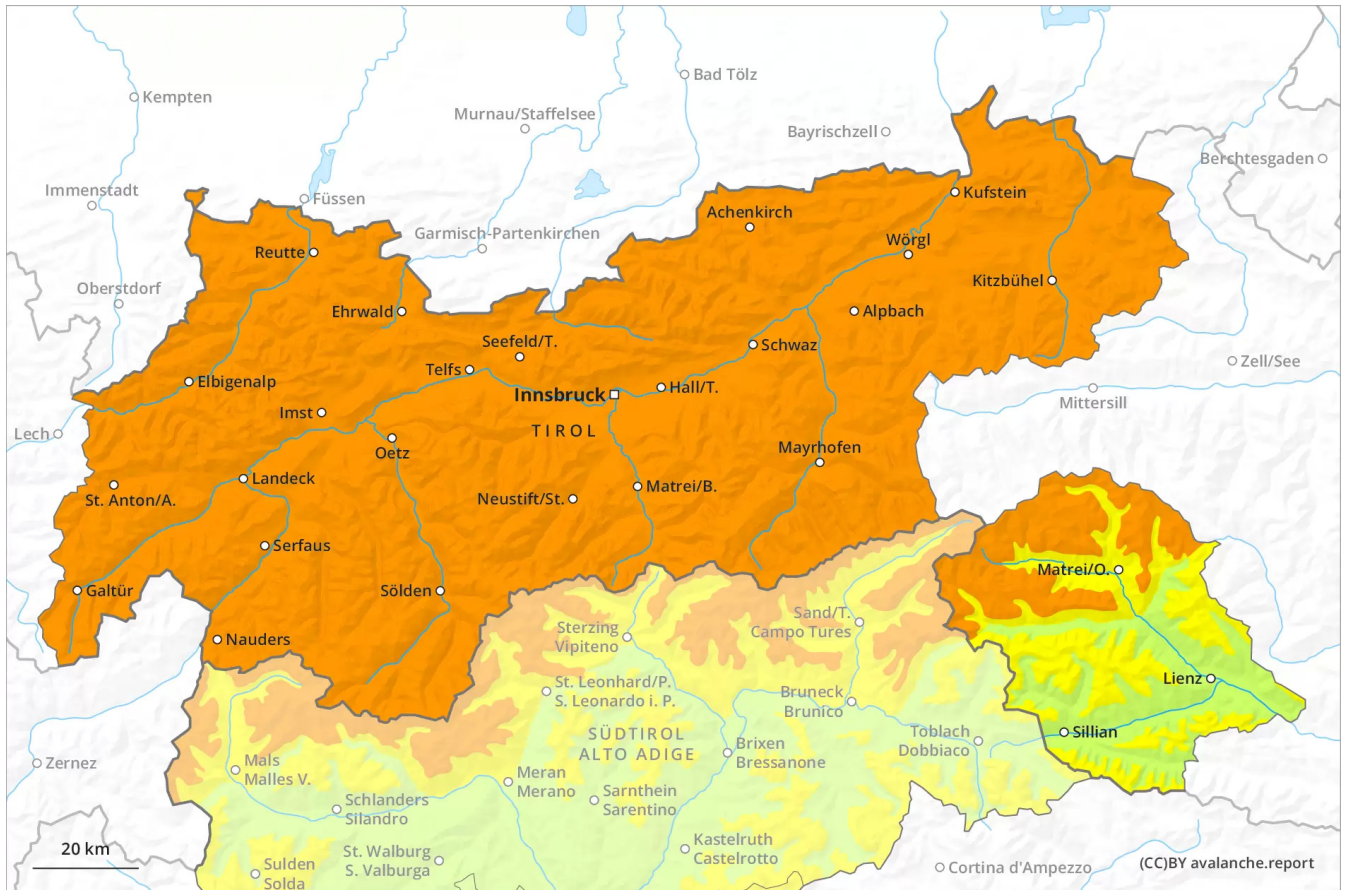 Kempten
Bad Tölz
Murnau/Staffelsee
Bayrischzell
Berchtesgaden
Immenstadt
Füssen
Kufstein
Achenkirch
Garmisch-Partenkirchen
Wörgl
Reutte
Kitzbühel
Oberstdorf
Ehrwald
Alpbach
Seefeld/T.
Schwaz
Zell/See
Telfs
Elbigenalp
Hall/T.
Innsbruck
Mittersill
Imst
TIROL
Lech
Oetz
Mayrhofen
Landeck
Matrei/B.
St. Anton/A.
Neustift/St.
Serfaus
Matrei/O.
Galtür
Sölden
Sand/T.
Campo Tures
Nauders
Sterzing
Vipiteno
Lienz
St. Leonhard/P.
S. Leonardo i. P.
Bruneck
Brunico
SÜDTIROL
ALTO ADIGE
Toblach
Dobbiaco
Sillian
Brixen
Bressanone
Zernez
Mals
Malles V.
Meran
Merano
Sarnthein
Sarentino
Schlanders
Silandro
20 km
St. Walburg
S. Valburga
Kastelruth
Castelrotto
Sulden
Solda
Cortina d'Ampezzo
(CC)BY avalanche.report